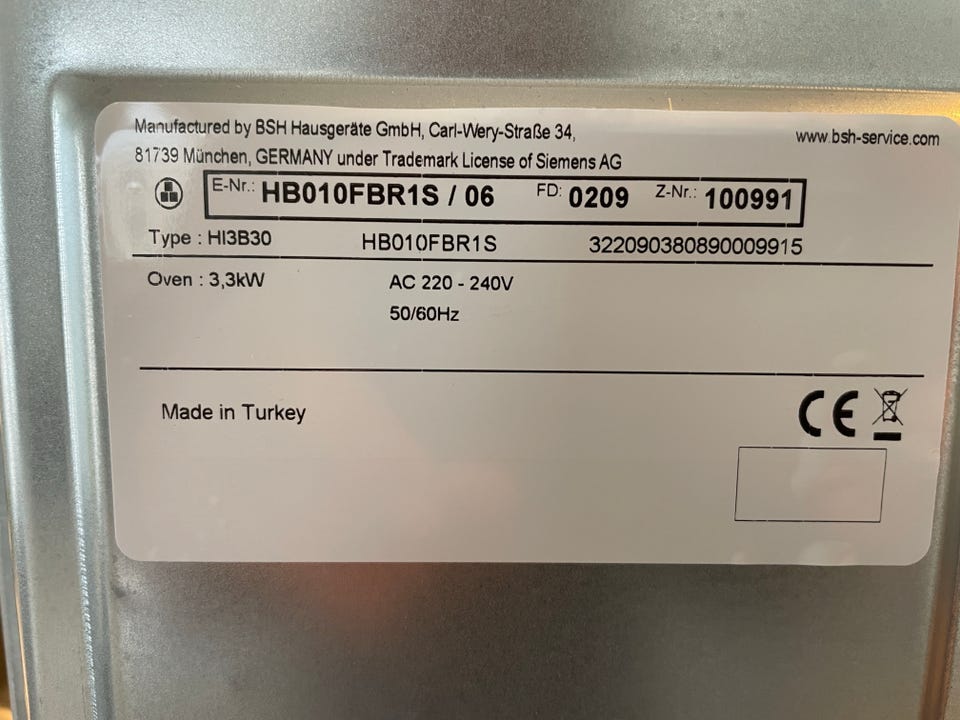 Manufactured by BSH Hausgeräte GmbH, Carl-Wery-Straße 34,
www.bsh-service.com
81739 München, GERMANY under Trademark License of Siemens AG
E-Nr.: HB010FBR1S / 06 FD: 0209 Z-Nr.: 100991
Type : HI3B30 HB010FBR1S 322090380890009915
Oven : 3,3kW AC 220 - 240V
50/60Hz
Made in Turkey CE